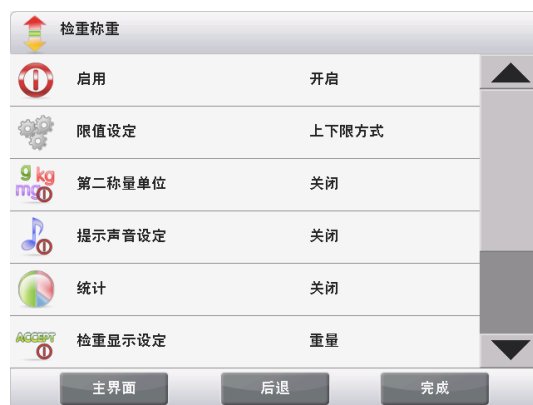 检重称重
启用 开启
限值设定 上下限方式
g kg
mg
第二称量单位 关闭
提示声音设定 关闭
统计 关闭
ACCEPT
检重显示设定 重量
主界面 后退 完成